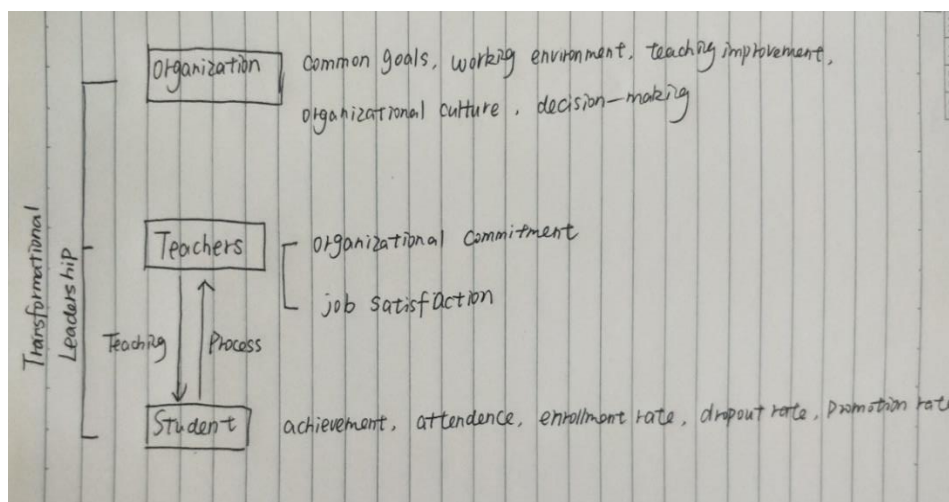 Organization
common goals, working environment, teaching improvement,
organizational culture, decision-making
Transformational
Leadership
Teachers
organizational commitment
job satisfaction
Teaching
Process
Student
achievement, attendence, enrollment rate, dropout rate, promotion rate